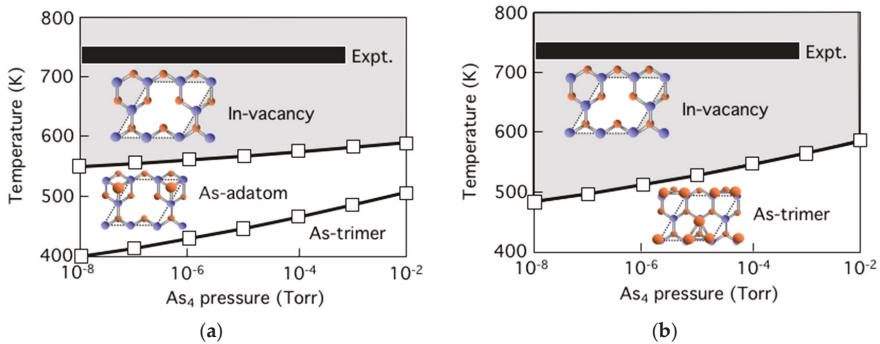 800
700
600
500
400
Temperature (K)
Expt.
In-vacancy
As-adatom
As-trimer
10⁻⁸
10⁻⁶
10⁻⁴
10⁻²
As₄ pressure (Torr)
(a)
800
700
600
500
400
Temperature (K)
Expt.
In-vacancy
As-trimer
10⁻⁸
10⁻⁶
10⁻⁴
10⁻²
As₄ pressure (Torr)
(b)